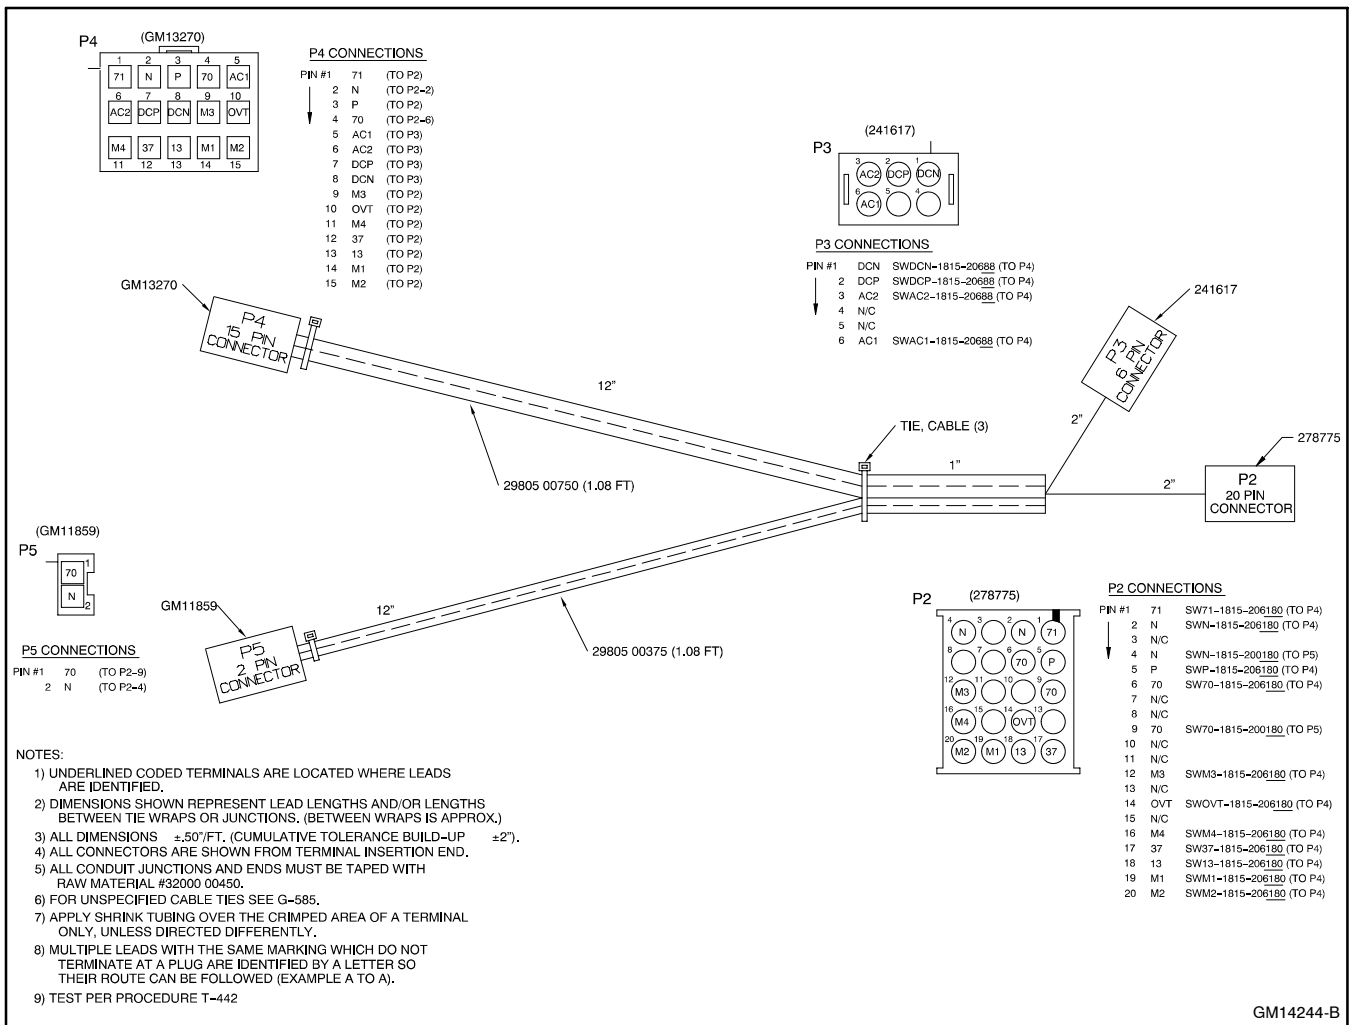 P4 (GM13270)
1 2 3 4 5
71 N P 70 AC1
6 7 8 9 10
AC2 DCP DCN M3 OVT
M4 37 13 M1 M2
11 12 13 14 15
P4 CONNECTIONS
PIN #1 71 (TO P2)
2 N (TO P2-2)
3 P (TO P2)
4 70 (TO P2-6)
5 AC1 (TO P3)
6 AC2 (TO P3)
7 DCP (TO P3)
8 DCN (TO P3)
9 M3 (TO P2)
10 OVT (TO P2)
11 M4 (TO P2)
12 37 (TO P2)
13 13 (TO P2)
14 M1 (TO P2)
15 M2 (TO P2)
(241617)
P3
3 2 1
AC2 DCP DCN
6 5 4
AC1
P3 CONNECTIONS
PIN #1 DCN SWDCN-1815-20688 (TO P4)
2 DCP SWDCP-1815-20688 (TO P4)
3 AC2 SWAC2-1815-20688 (TO P4)
4 N/C
5 N/C
6 AC1 SWAC1-1815-20688 (TO P4)
GM13270
P4
15 PIN
CONNECTOR
12"
29805 00750 (1.08 FT)
TIE, CABLE (3)
1"
2"
241617
P3
6 PIN
CONNECTOR
2"
278775
P2
20 PIN
CONNECTOR
(GM11859)
P5
1
70
N
2
P5 CONNECTIONS
PIN #1 70 (TO P2-9)
2 N (TO P2-4)
GM11859
P5
2 PIN
CONNECTOR
12"
29805 00375 (1.08 FT)
P2 (278775)
4 3 2 1
N N 71
8 7 6 5
70 P
12 11 10 9
M3 70
16 15 14 13
M4 OVT
20 19 18 17
M2 M1 13 37
P2 CONNECTIONS
PIN #1 71 SW71-1815-206180 (TO P4)
2 N SWN-1815-206180 (TO P4)
3 N/C
4 N SWN-1815-200180 (TO P5)
5 P SWP-1815-206180 (TO P4)
6 70 SW70-1815-206180 (TO P4)
7 N/C
8 N/C
9 70 SW70-1815-200180 (TO P5)
10 N/C
11 N/C
12 M3 SWM3-1815-206180 (TO P4)
13 N/C
14 OVT SWOVT-1815-206180 (TO P4)
15 N/C
16 M4 SWM4-1815-206180 (TO P4)
17 37 SW37-1815-206180 (TO P4)
18 13 SW13-1815-206180 (TO P4)
19 M1 SWM1-1815-206180 (TO P4)
20 M2 SWM2-1815-206180 (TO P4)
NOTES:
1) UNDERLINED CODED TERMINALS ARE LOCATED WHERE LEADS
ARE IDENTIFIED.
2) DIMENSIONS SHOWN REPRESENT LEAD LENGTHS AND/OR LENGTHS
BETWEEN TIE WRAPS OR JUNCTIONS. (BETWEEN WRAPS IS APPROX.)
3) ALL DIMENSIONS ±.50"/FT. (CUMULATIVE TOLERANCE BUILD-UP ±2").
4) ALL CONNECTORS ARE SHOWN FROM TERMINAL INSERTION END.
5) ALL CONDUIT JUNCTIONS AND ENDS MUST BE TAPED WITH
RAW MATERIAL #32000 00450.
6) FOR UNSPECIFIED CABLE TIES SEE G-585.
7) APPLY SHRINK TUBING OVER THE CRIMPED AREA OF A TERMINAL
ONLY, UNLESS DIRECTED DIFFERENTLY.
8) MULTIPLE LEADS WITH THE SAME MARKING WHICH DO NOT
TERMINATE AT A PLUG ARE IDENTIFIED BY A LETTER SO
THEIR ROUTE CAN BE FOLLOWED (EXAMPLE A TO A).
9) TEST PER PROCEDURE T-442
GM14244-B